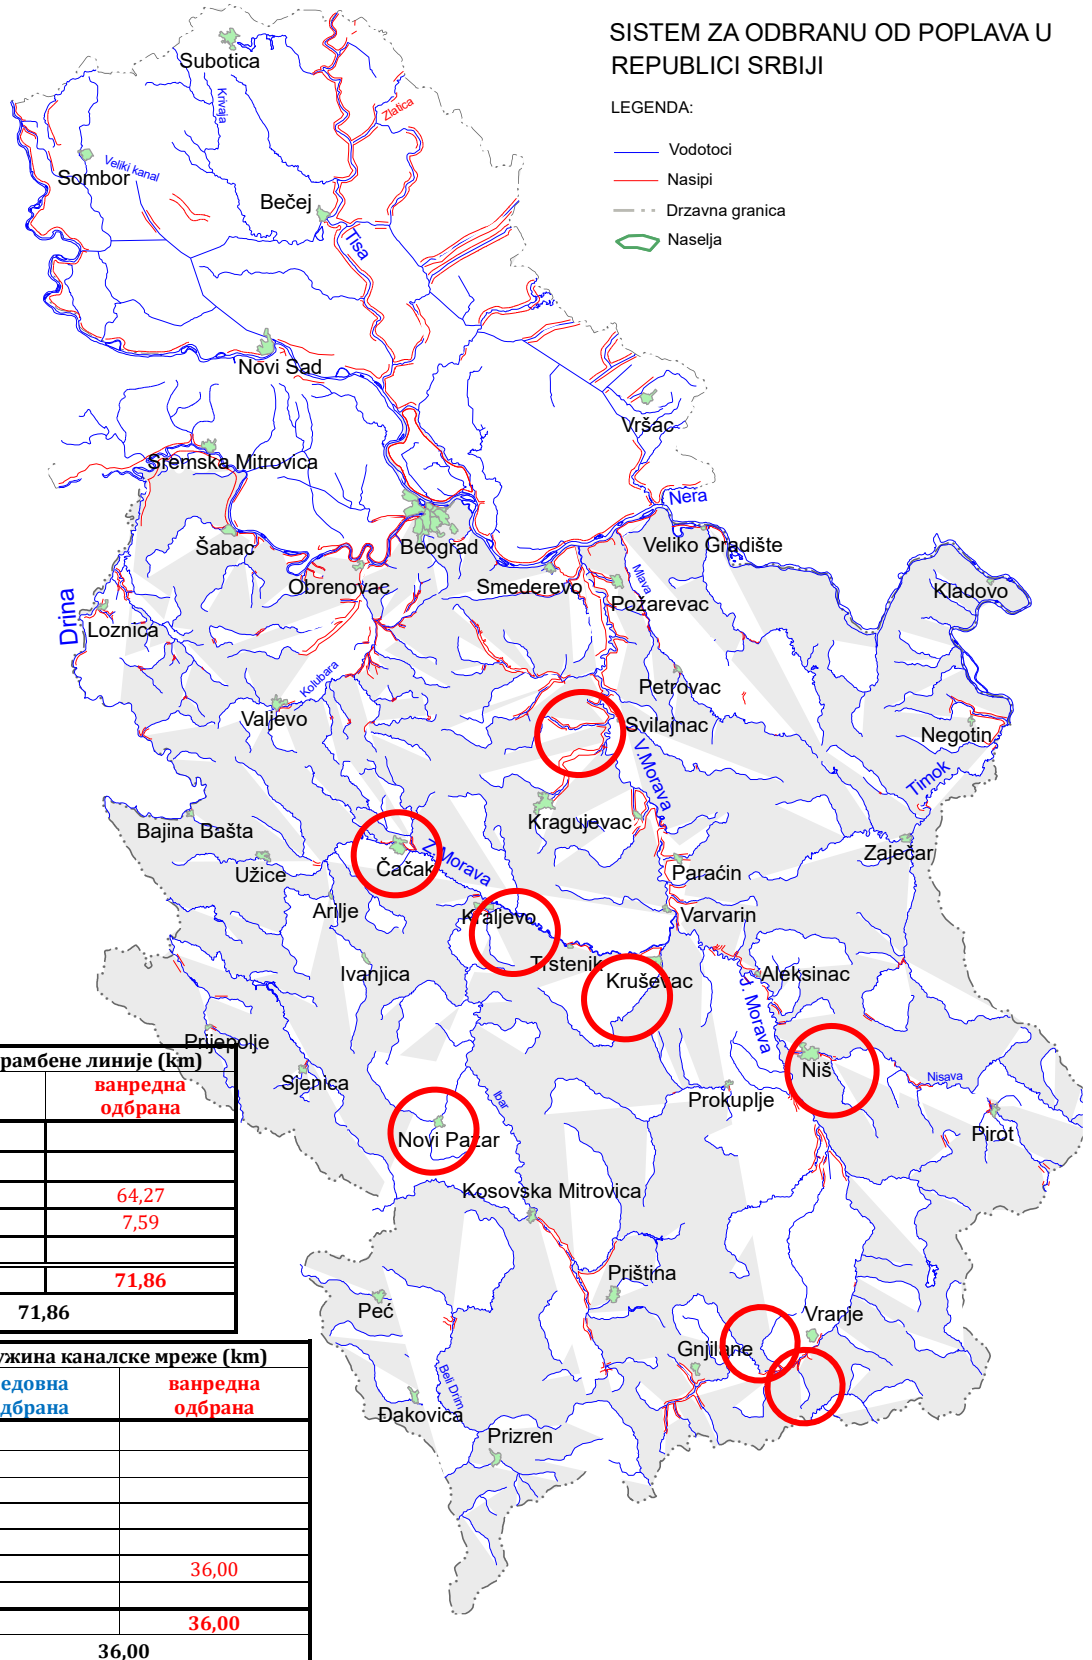 SISTEM ZA ODBRANU OD POPLAVA U
REPUBLICI SRBIJI
LEGENDA:
Vodotoci
Nasipi
Drzavna granica
Naselja
Subotica
Krivaja
Zlatica
Sombor
Veliki kanal
Bečej
Tisa
Novi Sad
Vršac
Sremska Mitrovica
Nera
Šabac
Beograd
Veliko Gradište
Obrenovac
Smederevo
Mlava
Požarevac
Kladovo
Drina
Loznica
Kolubara
Petrovac
Valjevo
Svilajnac
Negotin
V.Morava
Timok
Bajina Bašta
Kragujevac
Zaječar
Z.Morava
Užice
Čačak
Paraćin
Arilje
Kraljevo
Varvarin
Ivanjica
Trstenik
Kruševac
Aleksinac
J. Morava
Prijepolje
Sjenica
Ibar
Niš
Nisava
Prokuplje
Pirot
Novi Pazar
Kosovska Mitrovica
Priština
Peć
Vranje
Gnjilane
Beli Drim
Đakovica
Prizren
рамбене линије (km)
ванредна
одбрана
64,27
7,59
71,86
71,86
ужина каналске мреже (km)
едовна
дбрана
ванредна
одбрана
36,00
36,00
36,00